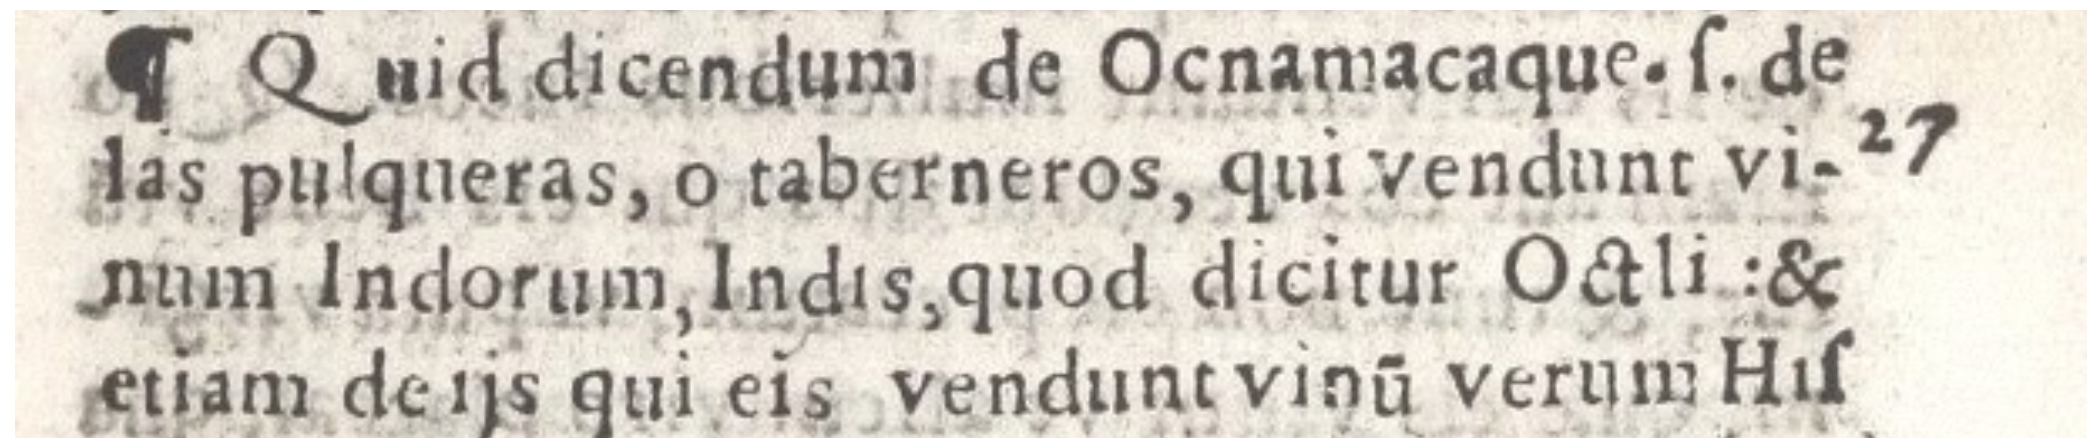 ¶ Quid dicendum de Ocnamacaque. ſ. de
las pulqueras, o taberneros, qui vendunt vi- 27
num Indorum, Indis, quod dicitur Octli : &
etiam de ijs qui eis vendunt vinū verum Hiſ